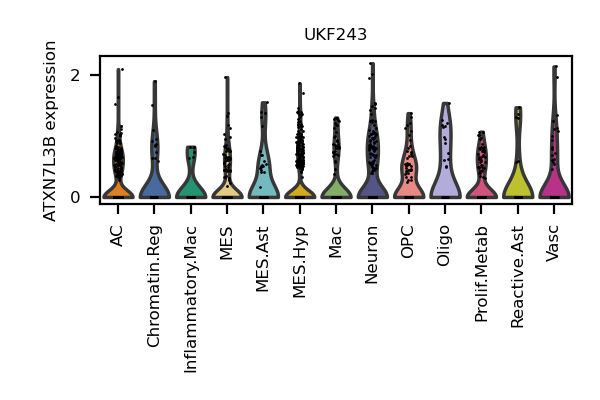 UKF243
ATXN7L3B expression
2
0
AC
Chromatin.Reg
Inflammatory.Mac
MES
MES.Ast
MES.Hyp
Mac
Neuron
OPC
Oligo
Prolif.Metab
Reactive.Ast
Vasc